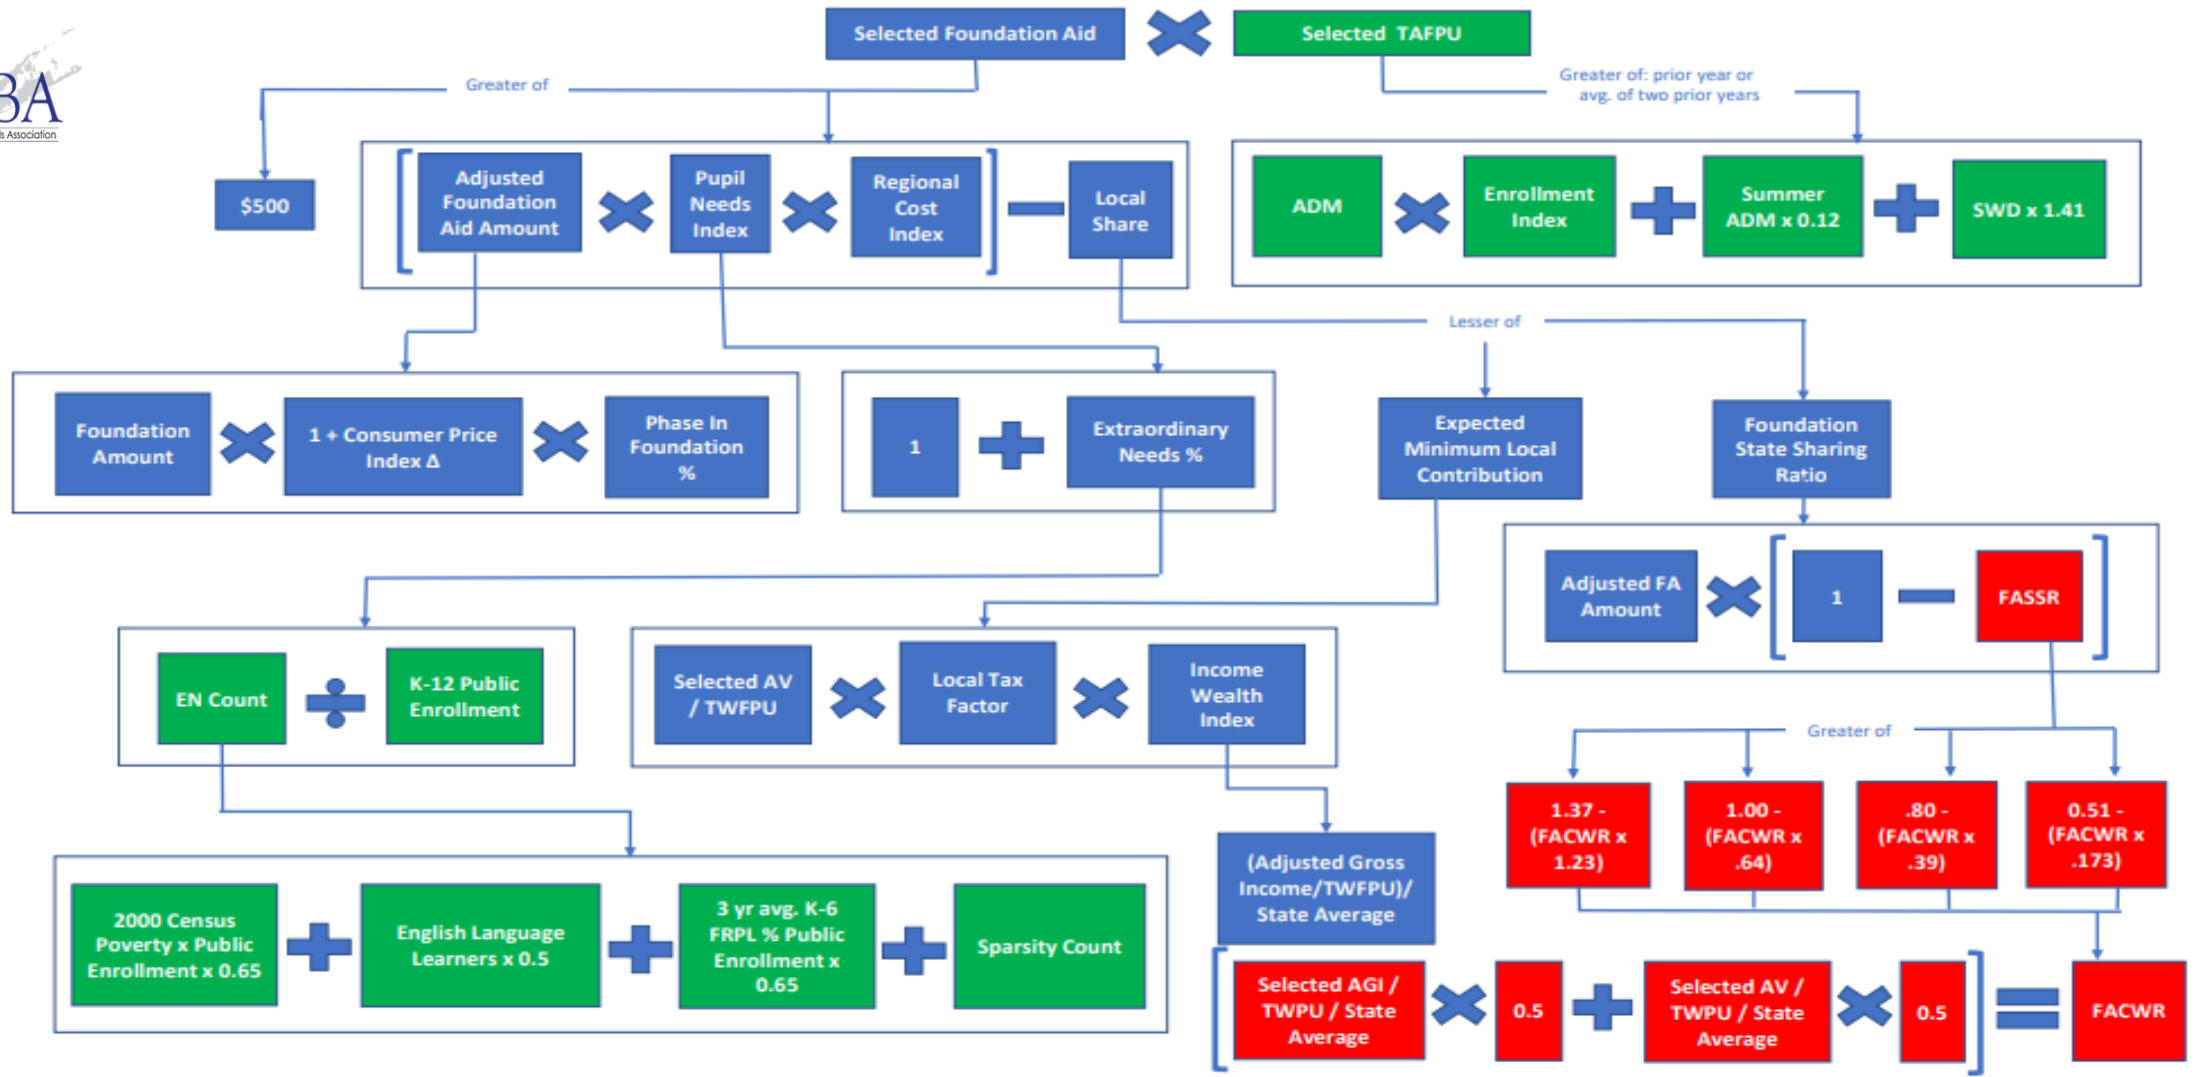 Selected Foundation Aid
Selected TAFPU
Greater of
Greater of: prior year or
avg. of two prior years
BA
ls Association
$500
Adjusted
Foundation
Aid Amount
Pupil
Needs
Index
Regional
Cost
Index
Local
Share
ADM
Enrollment
Index
Summer
ADM x 0.12
SWD x 1.41
Lesser of
Foundation
Amount
1 + Consumer Price
Index Δ
Phase In
Foundation
%
1
Extraordinary
Needs %
Expected
Minimum Local
Contribution
Foundation
State Sharing
Ratio
Adjusted FA
Amount
1
FASSR
EN Count
K-12 Public
Enrollment
Selected AV
/ TWFPU
Local Tax
Factor
Income
Wealth
Index
Greater of
1.37 -
(FACWR x
1.23)
1.00 -
(FACWR x
.64)
.80 -
(FACWR x
.39)
0.51 -
(FACWR x
.173)
(Adjusted Gross
Income/TWFPU)/
State Average
2000 Census
Poverty x Public
Enrollment x 0.65
English Language
Learners x 0.5
3 yr avg. K-6
FRPL % Public
Enrollment x
0.65
Sparsity Count
Selected AGI /
TWPU / State
Average
0.5
Selected AV /
TWPU / State
Average
0.5
FACWR